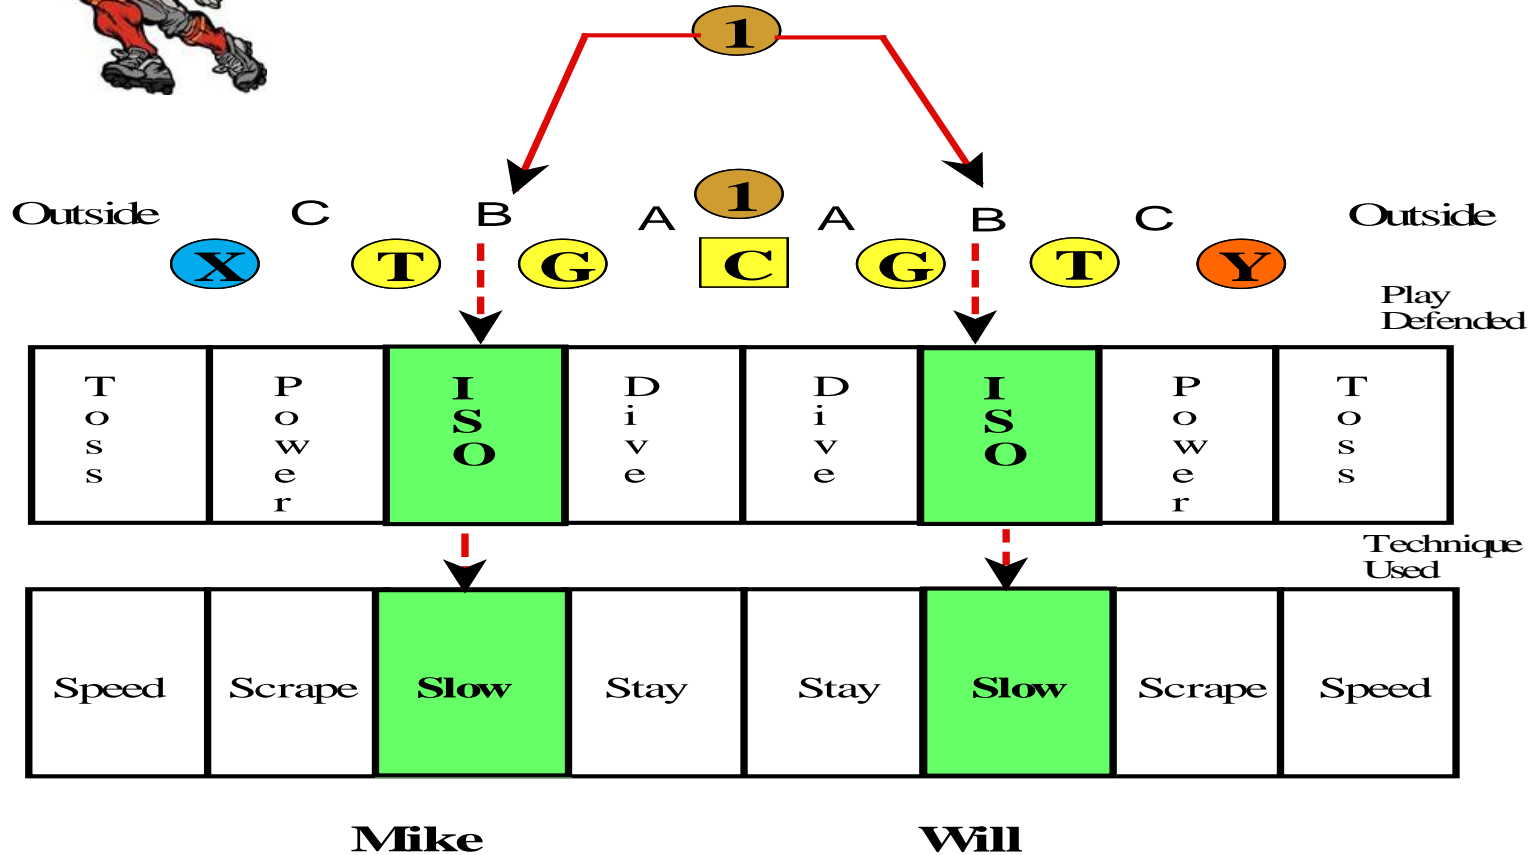 1
1
Outside C B A A B C Outside
X T G C G T Y
Play
Defended
Toss Power ISO Dive Dive ISO Power Toss
Technique
Used
Speed Scrape Slow Stay Stay Slow Scrape Speed
Mike Will